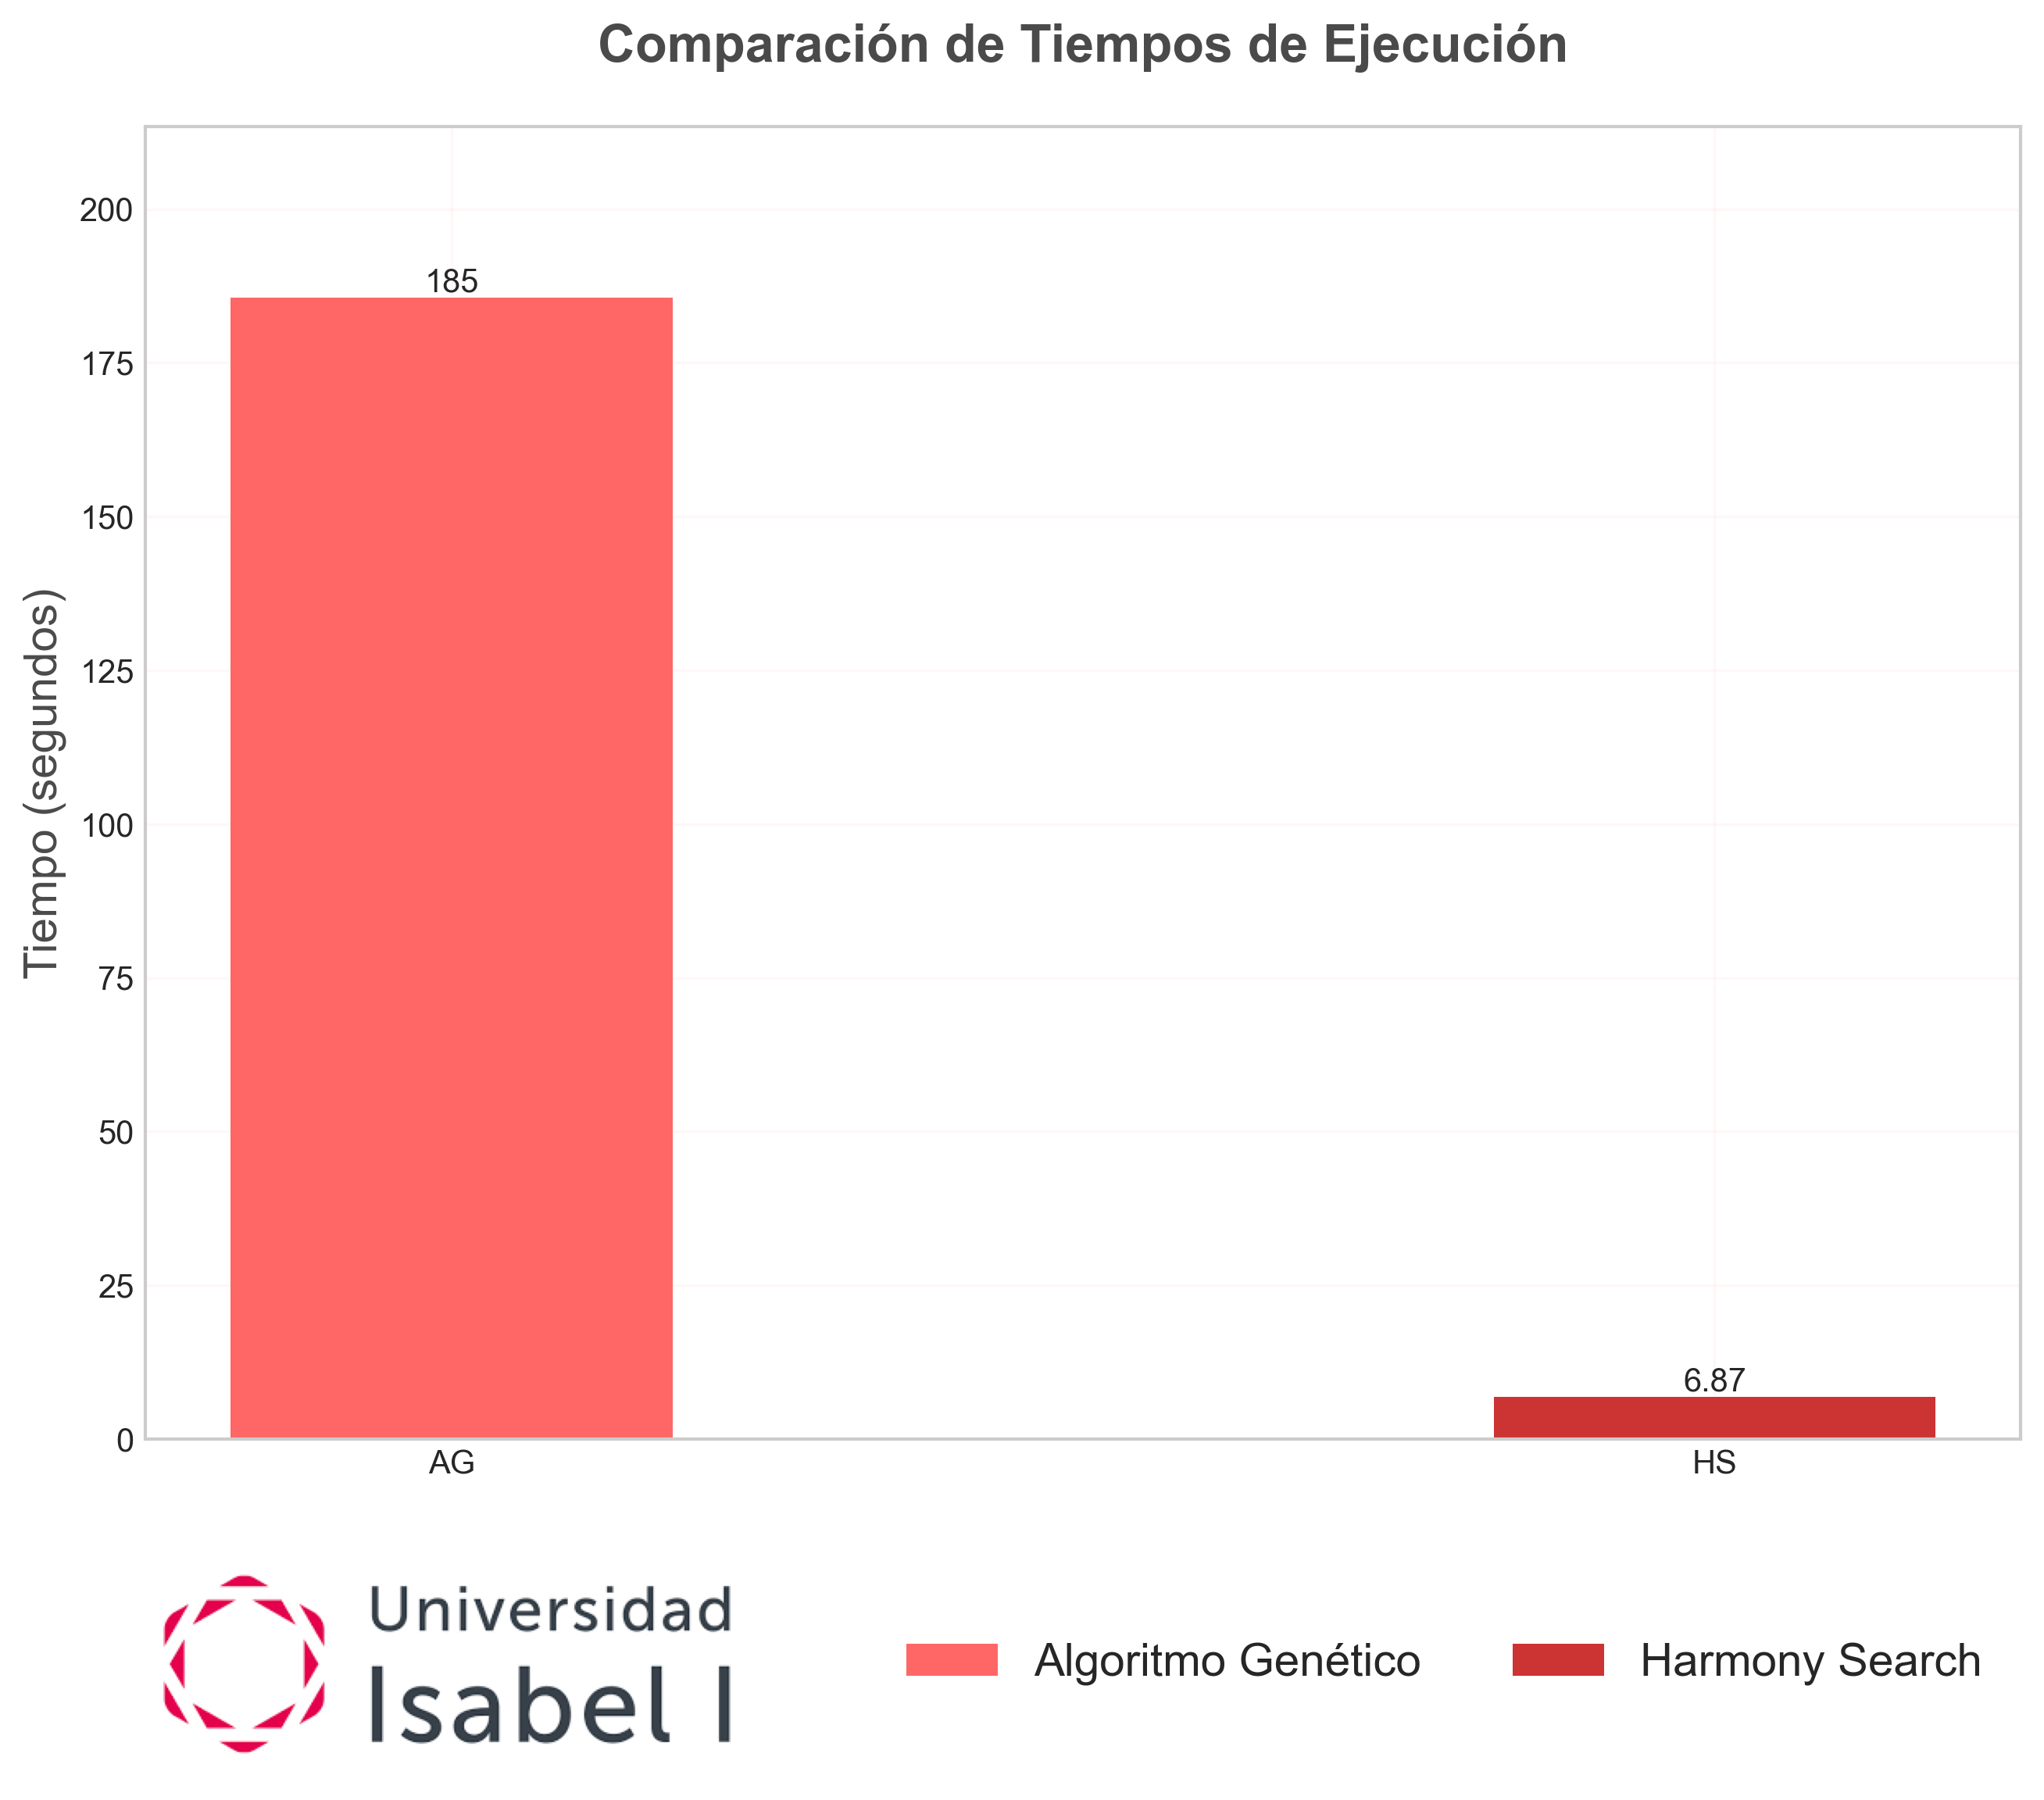 Comparación de Tiempos de Ejecución
Tiempo (segundos)
200
175
150
125
100
75
50
25
0
185
6.87
AG
HS
Universidad
Isabel I
Algoritmo Genético
Harmony Search